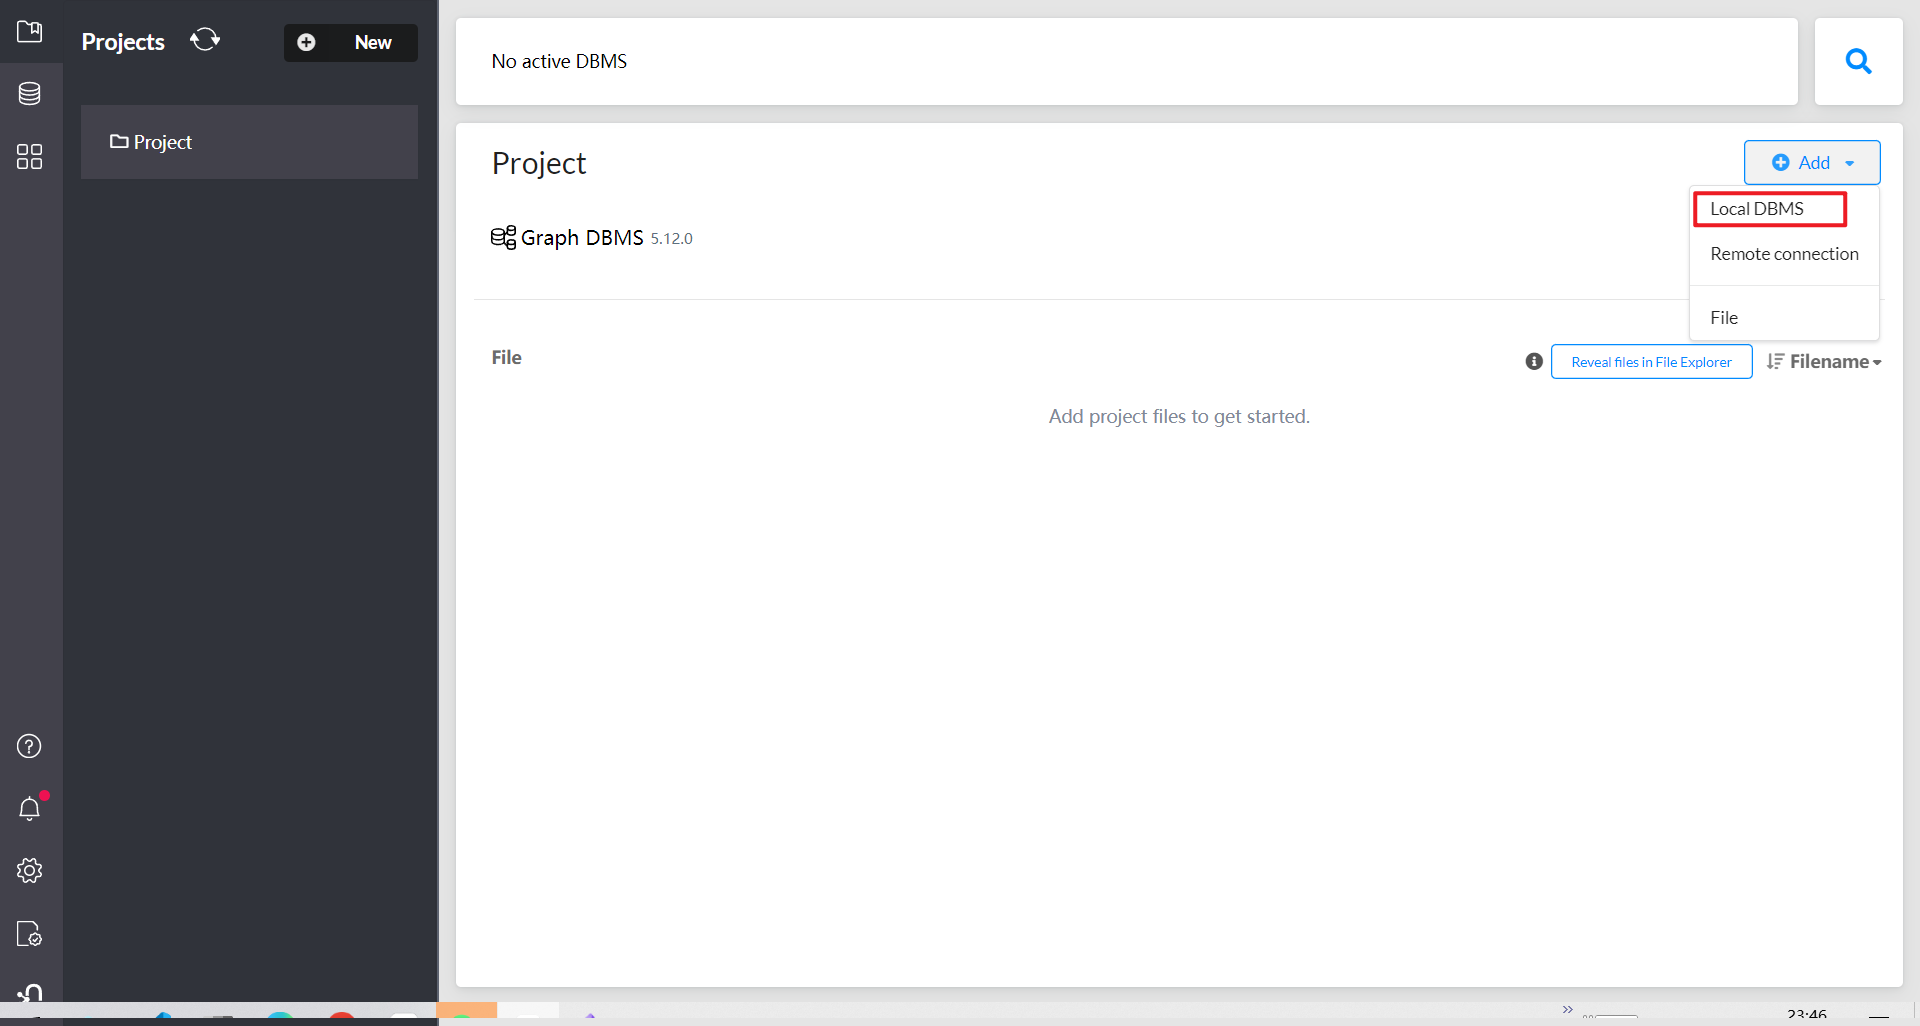 Projects
New
Project
No active DBMS
Project
Add
Local DBMS
Remote connection
File
Graph DBMS 5.12.0
File
Reveal files in File Explorer
Filename
Add project files to get started.
23:46